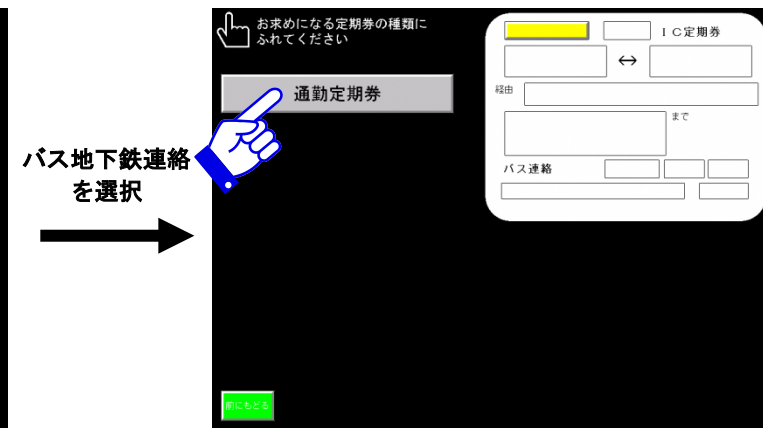 バス地下鉄連絡
を選択
お求めになる定期券の種類に
ふれてください
通勤定期券
ＩＣ定期券
↔
経由
まで
バス連絡
前にもどる